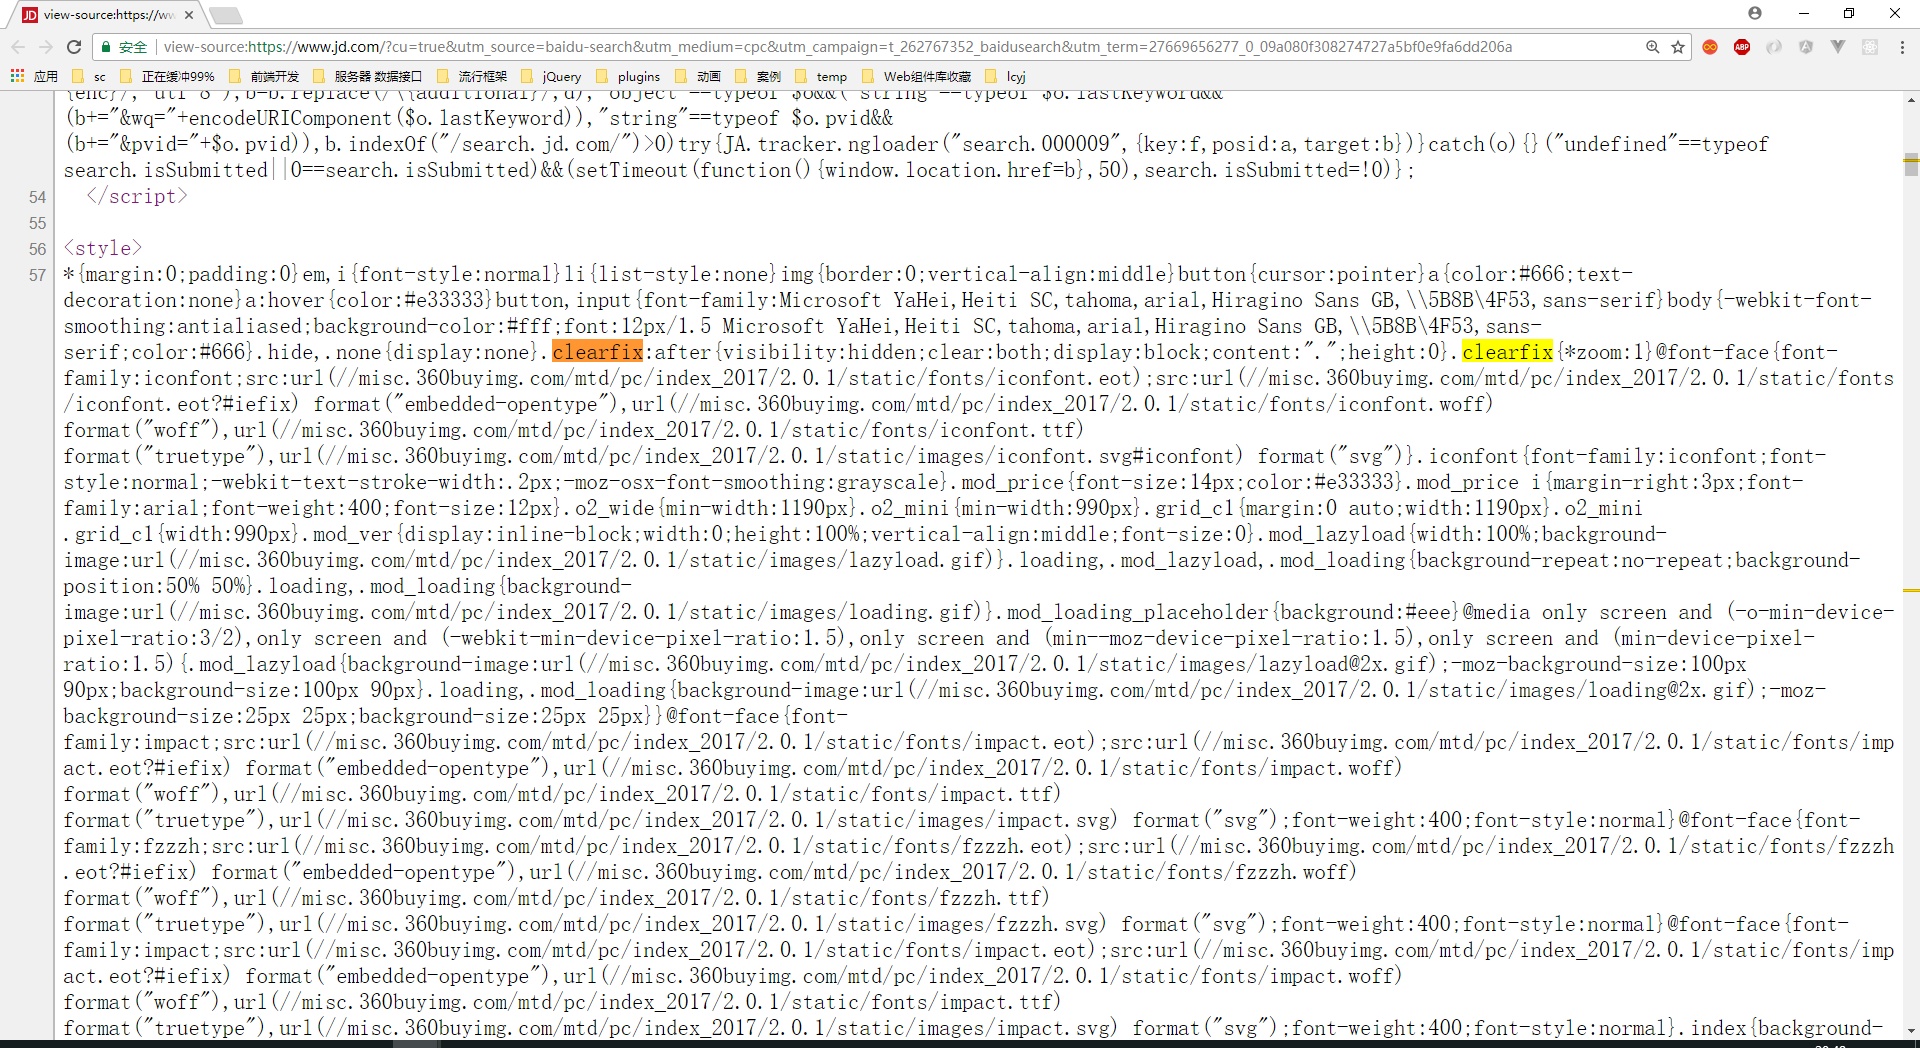 view-source:https://ww
安全 view-source:https://www.jd.com/?cu=true&utm_source=baidu-search&utm_medium=cpc&utm_campaign=t_262767352_baidusearch&utm_term=27669656277_0_09a080f308274727a5bf0e9fa6dd206a
应用 sc 正在缓冲99% 前端开发 服务器 数据接口 流行框架 jQuery plugins 动画 案例 temp Web组件库收藏 lcyj
{enc}/,"utf-8"),b=b.replace(/\{additional}/,d),"object"==typeof $o&&("string"==typeof $o.lastKeyword&&
(b+="&wq="+encodeURIComponent($o.lastKeyword)),"string"==typeof $o.pvid&&
(b+="&pvid="+$o.pvid)),b.indexOf("/search.jd.com/")>0)try{JA.tracker.ngloader("search.000009",{key:f,posid:a,target:b})}catch(o){}("undefined"==typeof
search.isSubmitted||0==search.isSubmitted)&&(setTimeout(function(){window.location.href=b},50),search.isSubmitted=!0)};
54 </script>
55
56 <style>
57 *{margin:0;padding:0}em,i{font-style:normal}li{list-style:none}img{border:0;vertical-align:middle}button{cursor:pointer}a{color:#666;text-
decoration:none}a:hover{color:#e33333}button,input{font-family:Microsoft YaHei,Heiti SC,tahoma,arial,Hiragino Sans GB,\\5B8B\4F53,sans-serif}body{-webkit-font-
smoothing:antialiased;background-color:#fff;font:12px/1.5 Microsoft YaHei,Heiti SC,tahoma,arial,Hiragino Sans GB,\\5B8B\4F53,sans-
serif;color:#666}.hide,.none{display:none}.clearfix:after{visibility:hidden;clear:both;display:block;content:".";height:0}.clearfix{*zoom:1}@font-face{font-
family:iconfont;src:url(//misc.360buyimg.com/mtd/pc/index_2017/2.0.1/static/fonts/iconfont.eot);src:url(//misc.360buyimg.com/mtd/pc/index_2017/2.0.1/static/fonts
/iconfont.eot?#iefix) format("embedded-opentype"),url(//misc.360buyimg.com/mtd/pc/index_2017/2.0.1/static/fonts/iconfont.woff)
format("woff"),url(//misc.360buyimg.com/mtd/pc/index_2017/2.0.1/static/fonts/iconfont.ttf)
format("truetype"),url(//misc.360buyimg.com/mtd/pc/index_2017/2.0.1/static/images/iconfont.svg#iconfont) format("svg")}.iconfont{font-family:iconfont;font-
style:normal;-webkit-text-stroke-width:.2px;-moz-osx-font-smoothing:grayscale}.mod_price{font-size:14px;color:#e33333}.mod_price i{margin-right:3px;font-
family:arial;font-weight:400;font-size:12px}.o2_wide{min-width:1190px}.o2_mini{min-width:990px}.grid_c1{margin:0 auto;width:1190px}.o2_mini
.grid_c1{width:990px}.mod_ver{display:inline-block;width:0;height:100%;vertical-align:middle;font-size:0}.mod_lazyload{width:100%;background-
image:url(//misc.360buyimg.com/mtd/pc/index_2017/2.0.1/static/images/lazyload.gif)}.loading,.mod_lazyload,.mod_loading{background-repeat:no-repeat;background-
position:50% 50%}.loading,.mod_loading{background-
image:url(//misc.360buyimg.com/mtd/pc/index_2017/2.0.1/static/images/loading.gif)}.mod_loading_placeholder{background:#eee}@media only screen and (-o-min-device-
pixel-ratio:3/2),only screen and (-webkit-min-device-pixel-ratio:1.5),only screen and (min--moz-device-pixel-ratio:1.5),only screen and (min-device-pixel-
ratio:1.5){.mod_lazyload{background-image:url(//misc.360buyimg.com/mtd/pc/index_2017/2.0.1/static/images/lazyload@2x.gif);-moz-background-size:100px
90px;background-size:100px 90px}.loading,.mod_loading{background-image:url(//misc.360buyimg.com/mtd/pc/index_2017/2.0.1/static/images/loading@2x.gif);-moz-
background-size:25px 25px;background-size:25px 25px}}@font-face{font-
family:impact;src:url(//misc.360buyimg.com/mtd/pc/index_2017/2.0.1/static/fonts/impact.eot);src:url(//misc.360buyimg.com/mtd/pc/index_2017/2.0.1/static/fonts/imp
act.eot?#iefix) format("embedded-opentype"),url(//misc.360buyimg.com/mtd/pc/index_2017/2.0.1/static/fonts/impact.woff)
format("woff"),url(//misc.360buyimg.com/mtd/pc/index_2017/2.0.1/static/fonts/impact.ttf)
format("truetype"),url(//misc.360buyimg.com/mtd/pc/index_2017/2.0.1/static/images/impact.svg) format("svg");font-weight:400;font-style:normal}@font-face{font-
family:fzzzh;src:url(//misc.360buyimg.com/mtd/pc/index_2017/2.0.1/static/fonts/fzzzh.eot);src:url(//misc.360buyimg.com/mtd/pc/index_2017/2.0.1/static/fonts/fzzzh
.eot?#iefix) format("embedded-opentype"),url(//misc.360buyimg.com/mtd/pc/index_2017/2.0.1/static/fonts/fzzzh.woff)
format("woff"),url(//misc.360buyimg.com/mtd/pc/index_2017/2.0.1/static/fonts/fzzzh.ttf)
format("truetype"),url(//misc.360buyimg.com/mtd/pc/index_2017/2.0.1/static/images/fzzzh.svg) format("svg");font-weight:400;font-style:normal}@font-face{font-
family:impact;src:url(//misc.360buyimg.com/mtd/pc/index_2017/2.0.1/static/fonts/impact.eot);src:url(//misc.360buyimg.com/mtd/pc/index_2017/2.0.1/static/fonts/imp
act.eot?#iefix) format("embedded-opentype"),url(//misc.360buyimg.com/mtd/pc/index_2017/2.0.1/static/fonts/impact.woff)
format("woff"),url(//misc.360buyimg.com/mtd/pc/index_2017/2.0.1/static/fonts/impact.ttf)
format("truetype"),url(//misc.360buyimg.com/mtd/pc/index_2017/2.0.1/static/images/impact.svg) format("svg");font-weight:400;font-style:normal}.index{background-